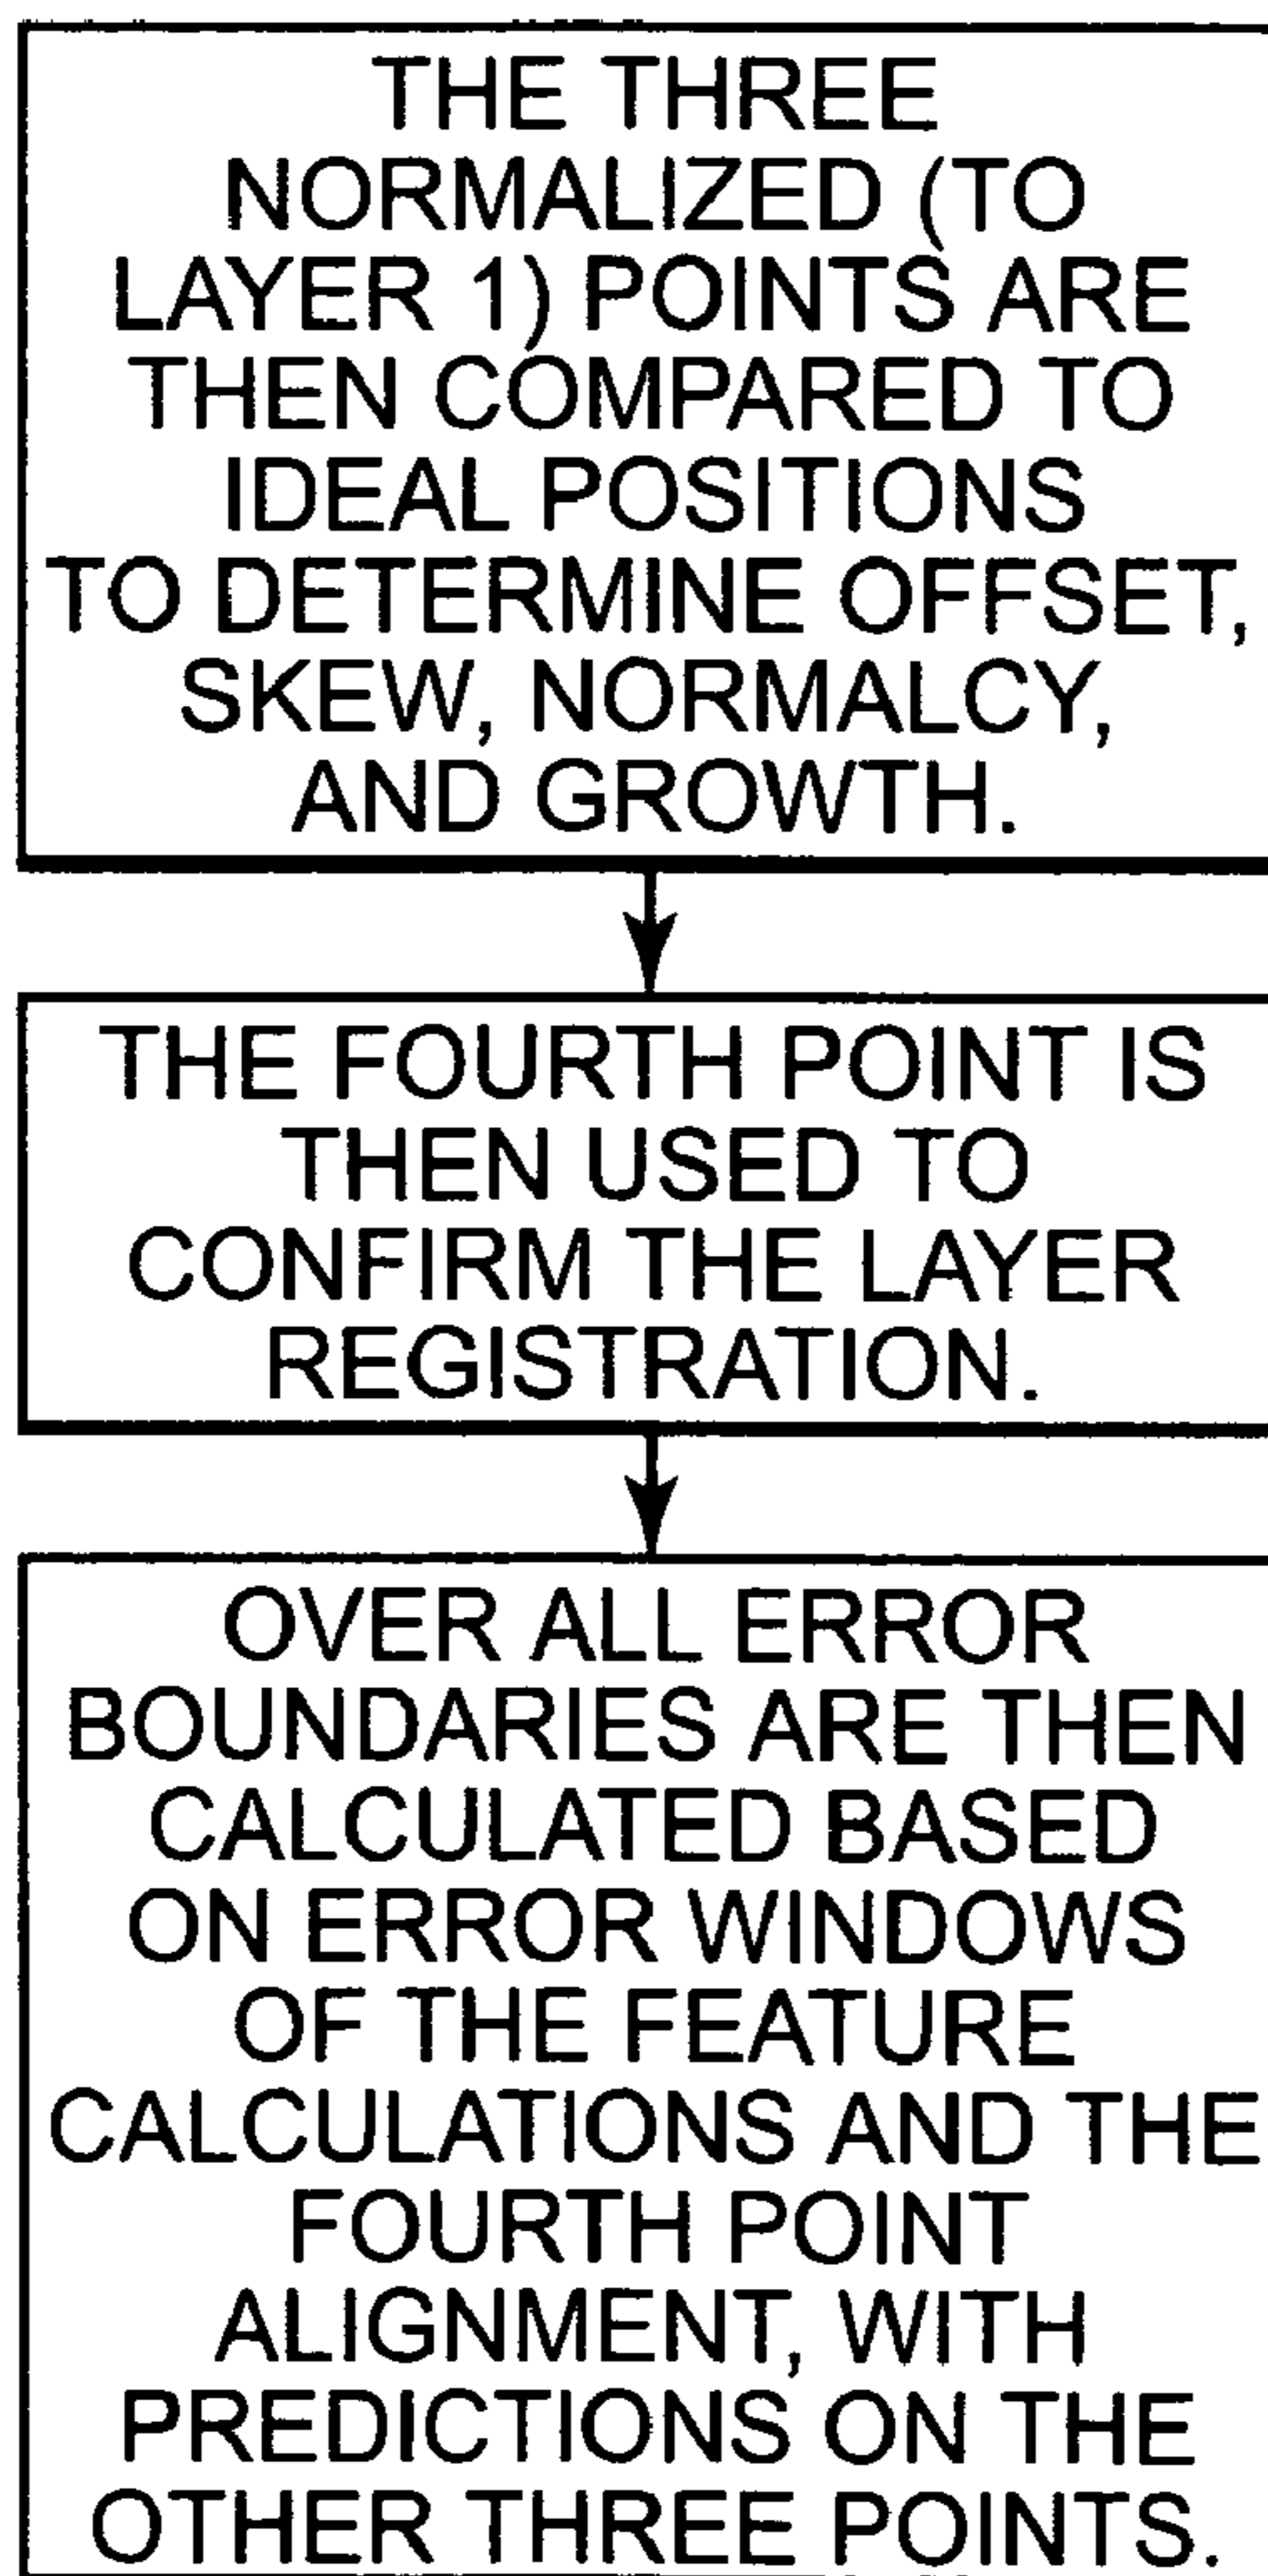 THE THREE
NORMALIZED (TO
LAYER 1) POINTS ARE
THEN COMPARED TO
IDEAL POSITIONS
TO DETERMINE OFFSET,
SKEW, NORMALCY,
AND GROWTH.
THE FOURTH POINT IS
THEN USED TO
CONFIRM THE LAYER
REGISTRATION.
OVER ALL ERROR
BOUNDARIES ARE THEN
CALCULATED BASED
ON ERROR WINDOWS
OF THE FEATURE
CALCULATIONS AND THE
FOURTH POINT
ALIGNMENT, WITH
PREDICTIONS ON THE
OTHER THREE POINTS.